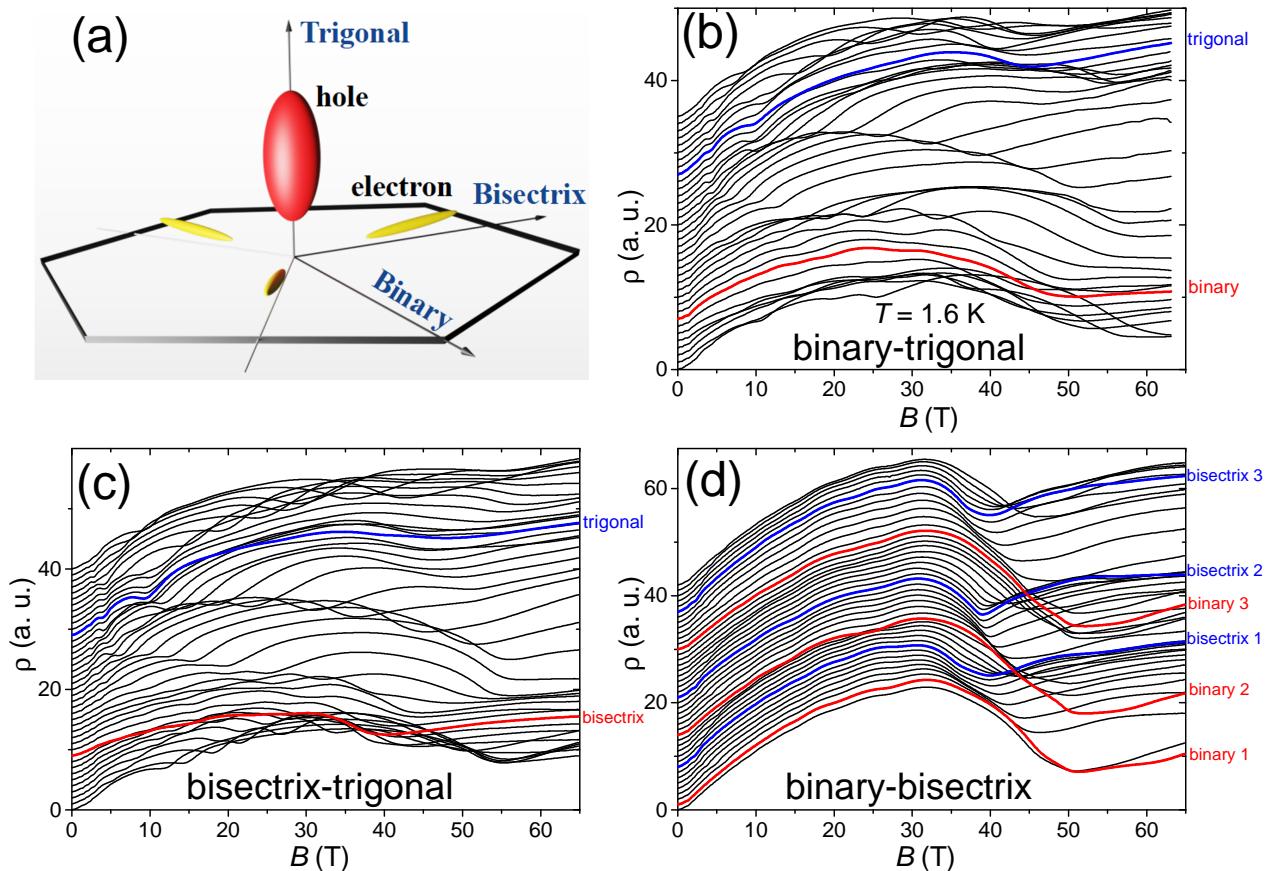 (a)
Trigonal
hole
electron
Bisectrix
Binary
(b)
ρ (a. u.)
40
20
0
0 10 20 30 40 50 60
B (T)
T = 1.6 K
binary-trigonal
trigonal
binary
(c)
ρ (a. u.)
40
20
0
0 10 20 30 40 50 60
B (T)
bisectrix-trigonal
trigonal
bisectrix
(d)
ρ (a. u.)
60
40
20
0
0 10 20 30 40 50 60
B (T)
binary-bisectrix
bisectrix 3
bisectrix 2
binary 3
bisectrix 1
binary 2
binary 1